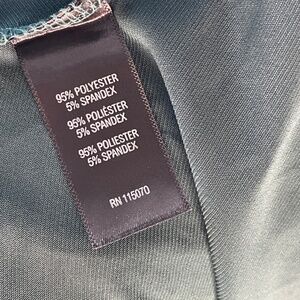 95% POLYESTER
5% SPANDEX
95% POLIÉSTER
5% SPANDEX
95% POLIESTER
5% SPANDEX
RN 115070